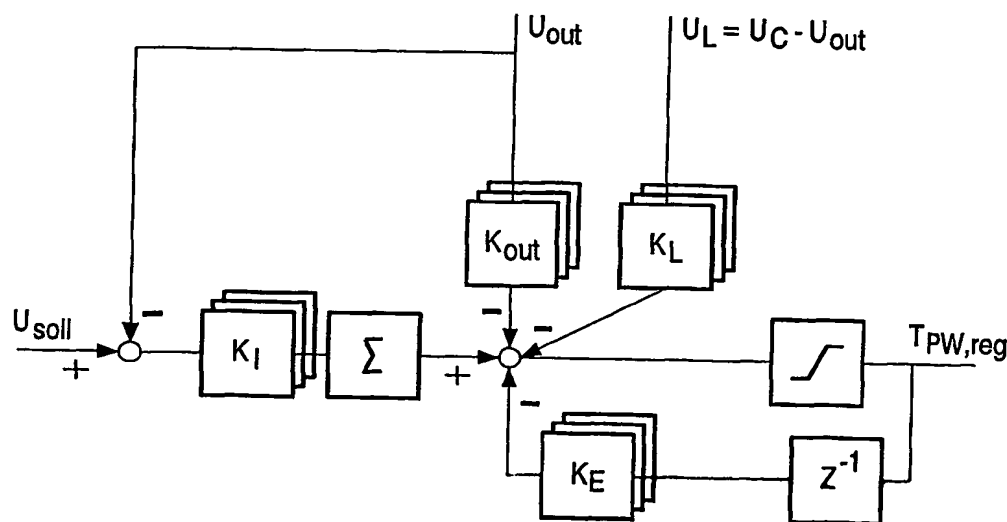 U_out
U_L = U_C - U_out
K_out
K_L
-
-
-
U_soll
+
K_I
Σ
+
T_PW,reg
-
K_E
Z^-1